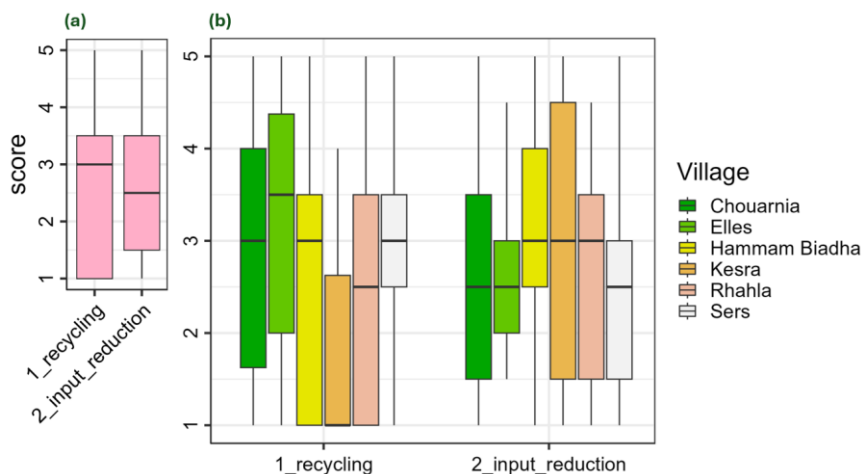 (a)
score
5
4
3
2
1
1_recycling
2_input_reduction
(b)
5
4
3
2
1
1_recycling
2_input_reduction
Village
Chouarnia
Elles
Hammam Biadha
Kesra
Rhahla
Sers